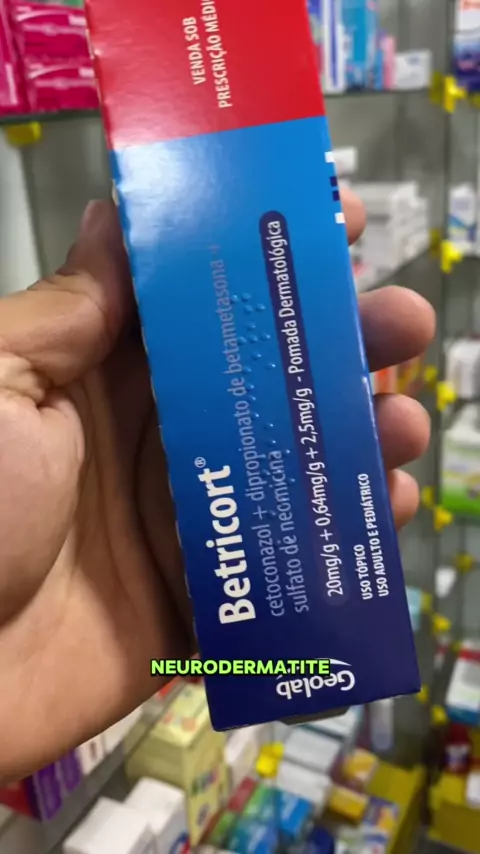 VENDA SOB
PRESCRIÇÃO MÉDI
Betricort®
cetoconazol + dipropionato de betametasona +
sulfato de neomicina
20mg/g + 0,64mg/g + 2,5mg/g - Pomada Dermatológica
USO TÓPICO
USO ADULTO E PEDIÁTRICO
Geolab
NEURODERMATITE